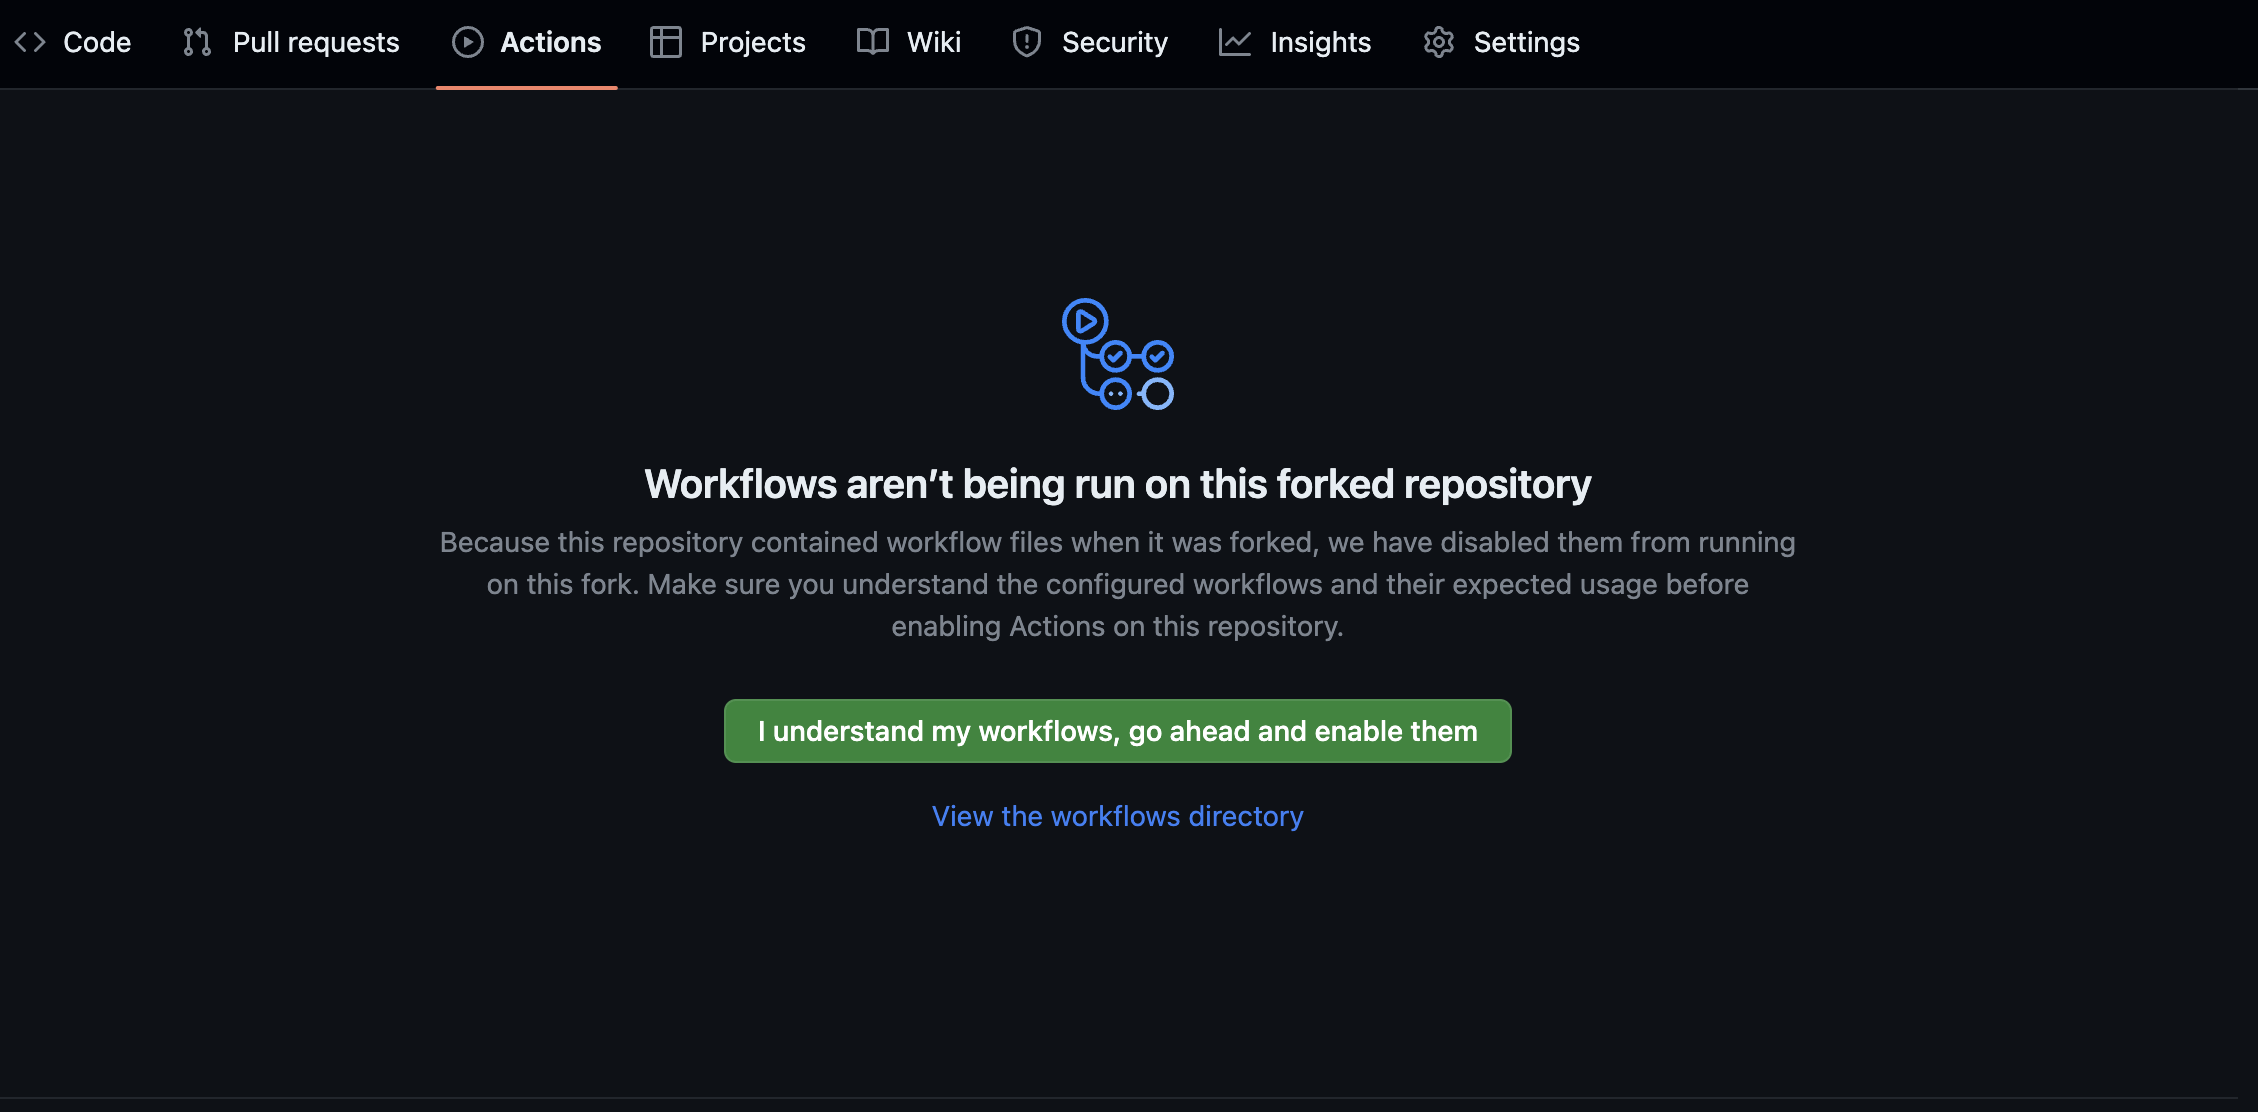 Code Pull requests Actions Projects Wiki Security Insights Settings
Workflows aren’t being run on this forked repository
Because this repository contained workflow files when it was forked, we have disabled them from running
on this fork. Make sure you understand the configured workflows and their expected usage before
enabling Actions on this repository.
I understand my workflows, go ahead and enable them
View the workflows directory